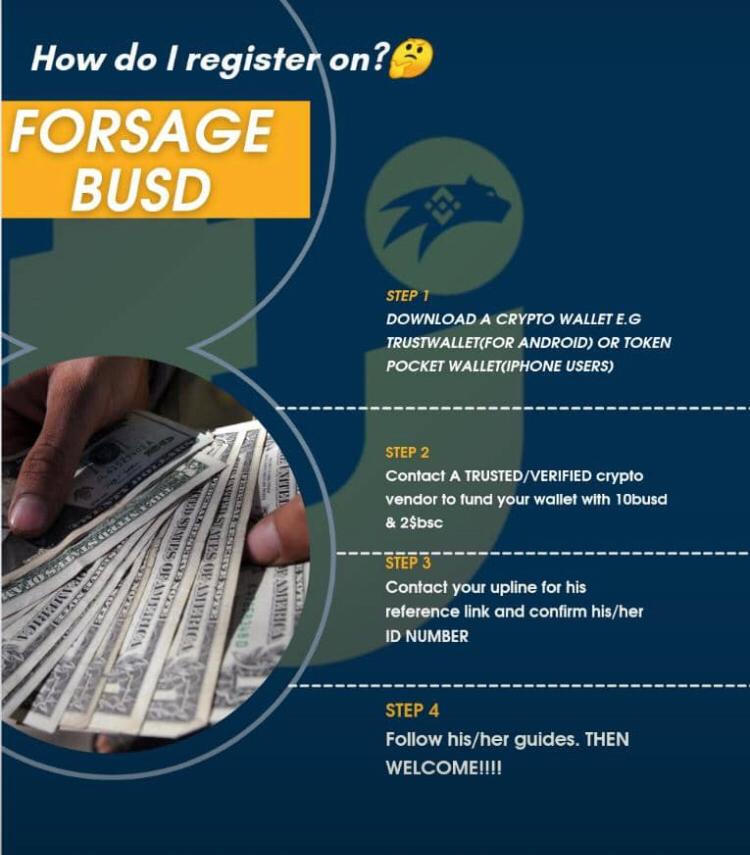 How do I register on?🤔
FORSAGE
BUSD
STEP 1
DOWNLOAD A CRYPTO WALLET E.G
TRUSTWALLET(FOR ANDROID) OR TOKEN
POCKET WALLET(IPHONE USERS)
STEP 2
Contact A TRUSTED/VERIFIED crypto
vendor to fund your wallet with 10busd
& 2$bsc
STEP 3
Contact your upline for his
reference link and confirm his/her
ID NUMBER
STEP 4
Follow his/her guides. THEN
WELCOME!!!!